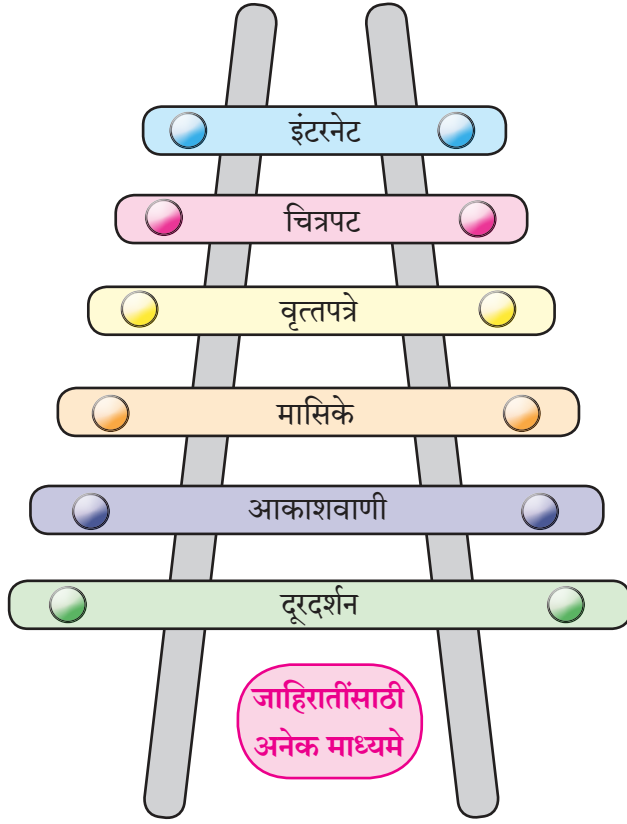 इंटरनेट
चित्रपट
वृत्तपत्रे
मासिके
आकाशवाणी
दूरदर्शन
जाहिरातींसाठी
अनेक माध्यमे